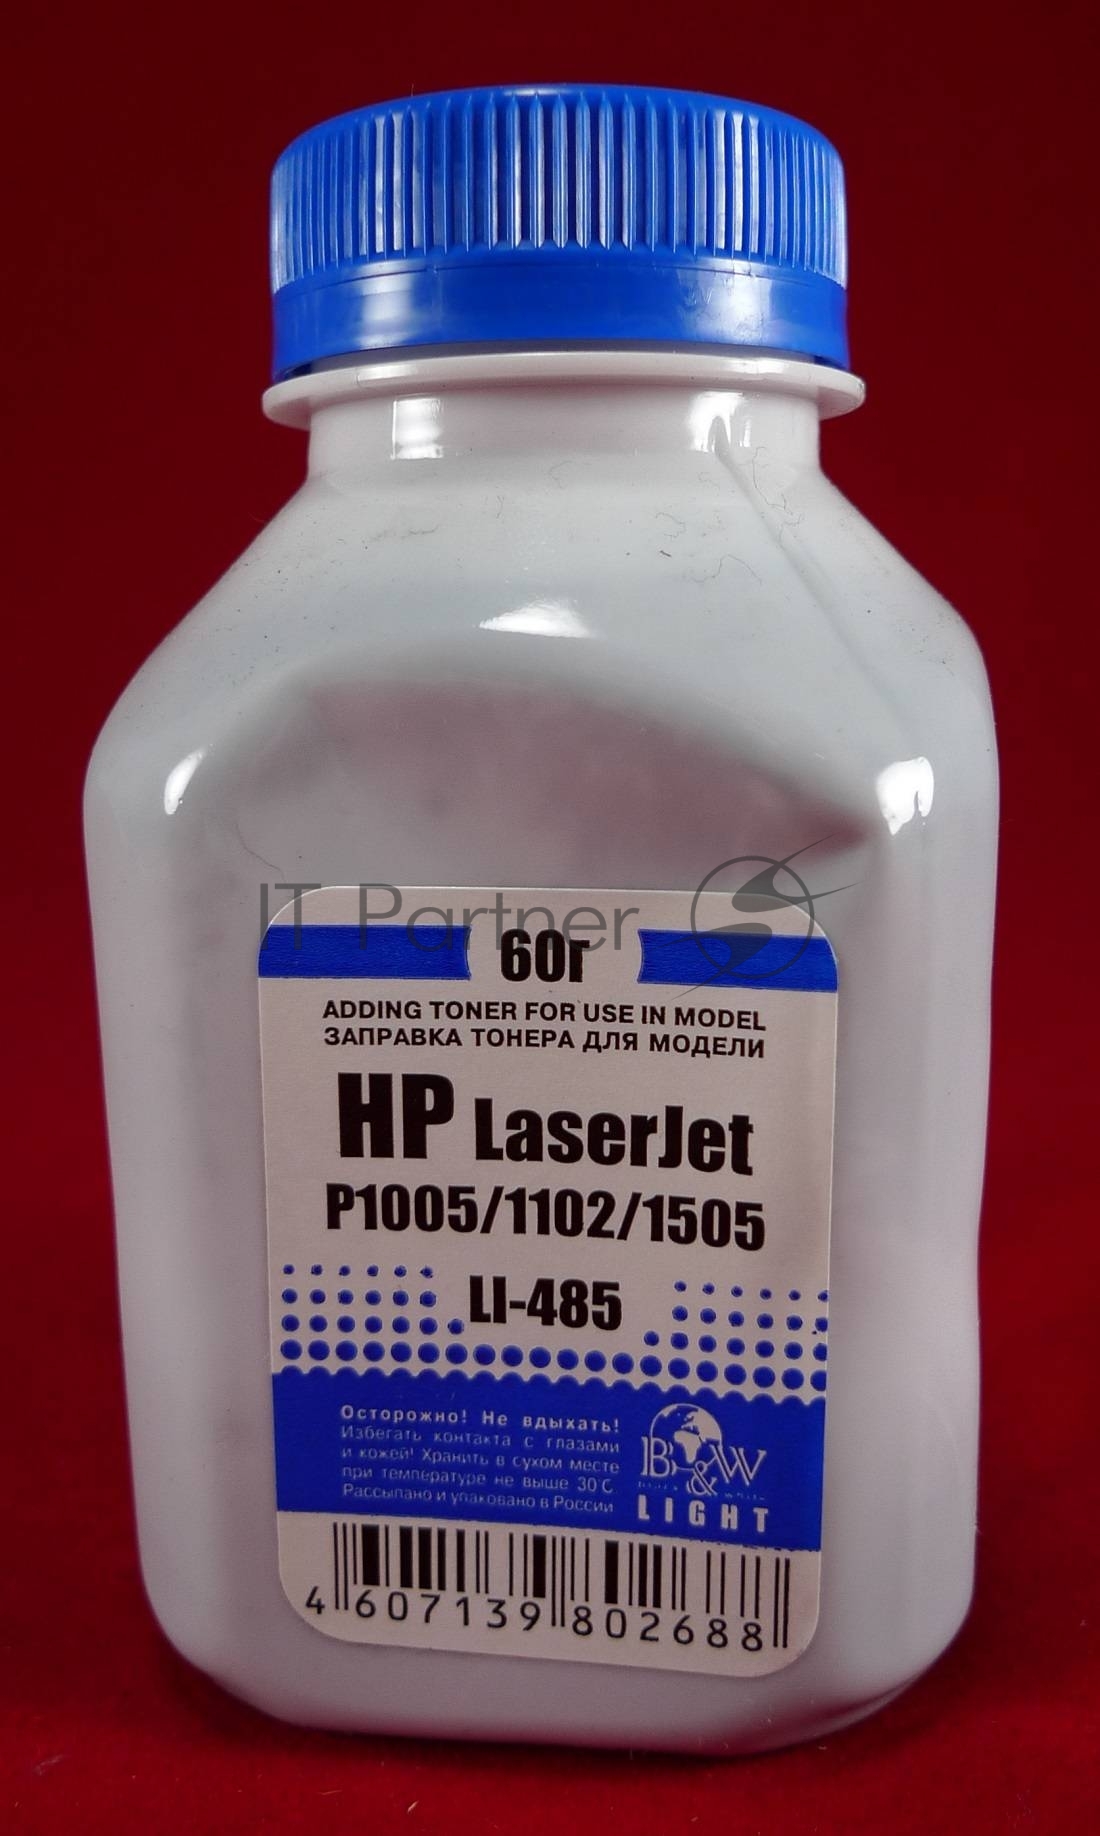 IT Partner
60г
ADDING TONER FOR USE IN MODEL
ЗАПРАВКА ТОНЕРА ДЛЯ МОДЕЛИ
HP LaserJet
P1005/1102/1505
LI-485
Осторожно! Не вдыхать!
Избегать контакта с глазами
и кожей! Хранить в сухом месте
при температуре не выше 30°С
Рассыпано и упаковано в России
B&W
LIGHT
4 607139 802688